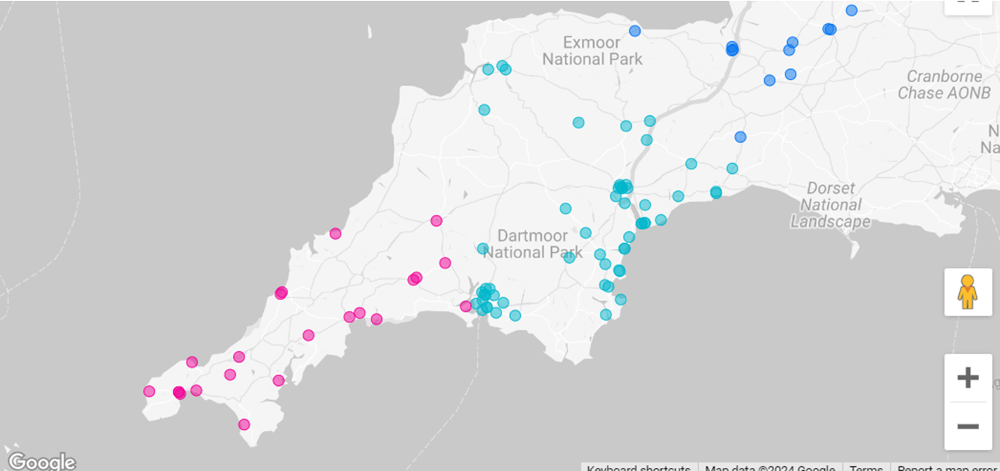 Exmoor
National Park
Cranborne
Chase AONB
N
Na
Dorset
National
Landscape
Dartmoor
National Park
Google
Keyboard shortcuts
Map data ©2024 Google
Terms
Report a map error